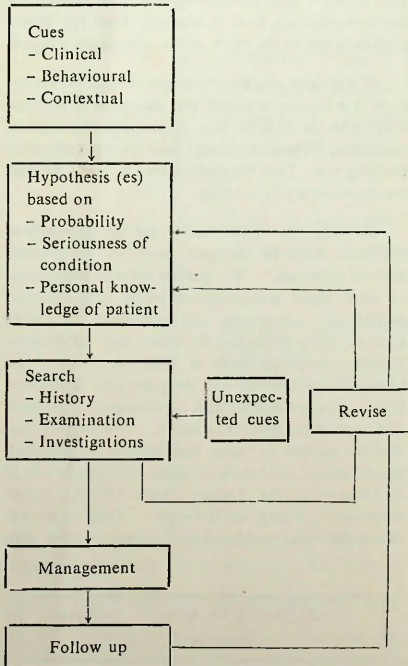 Cues
– Clinical
– Behavioural
– Contextual
Hypothesis (es)
based on
– Probability
– Seriousness of
condition
– Personal know-
ledge of patient
Search
– History
– Examination
– Investigations
Unexpec-
ted cues
Revise
Management
Follow up